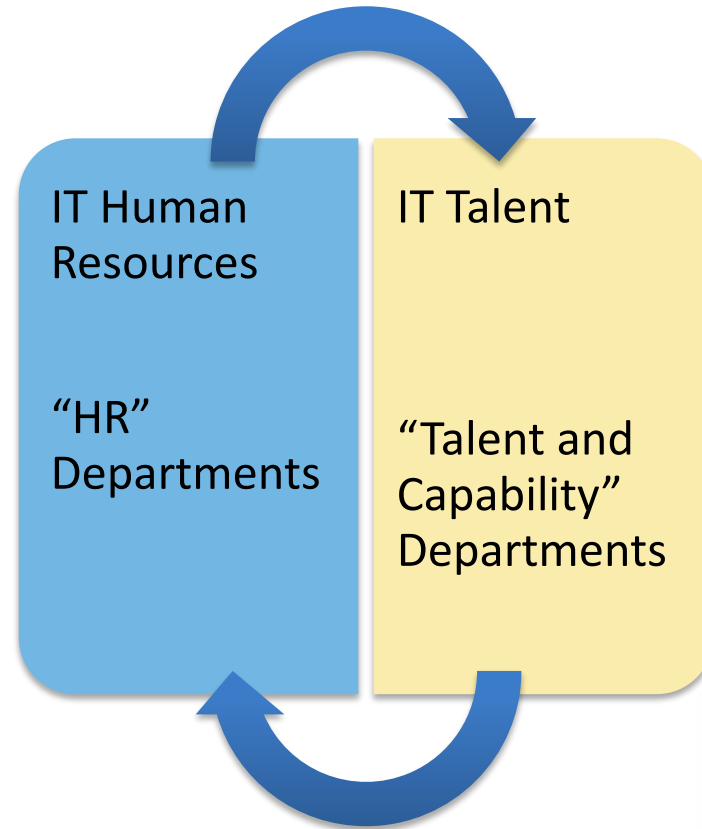 IT Human
Resources
“HR”
Departments
IT Talent
“Talent and
Capability”
Departments